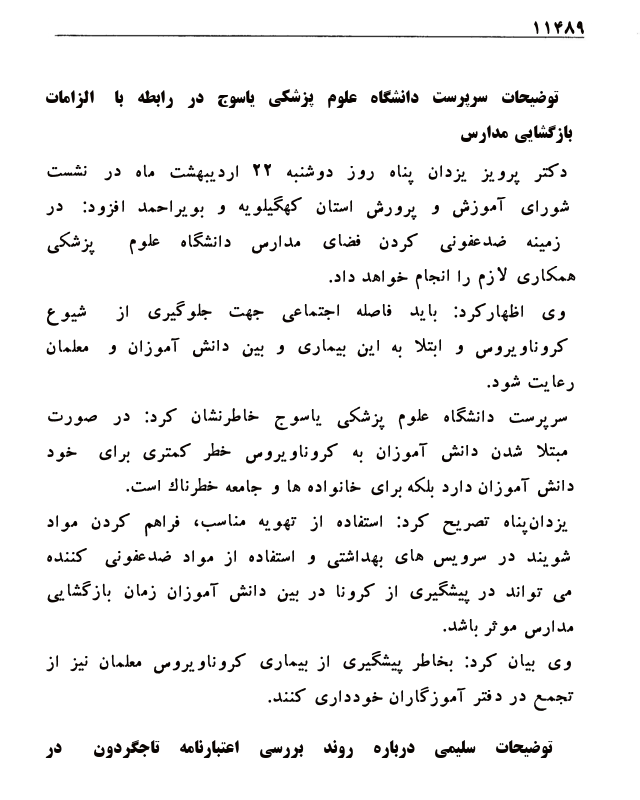 ۱۱۴۸۹
توضیحات سرپرست دانشگاه علوم پزشکی یاسوج در رابطه با الزامات
بازگشایی مدارس
دکتر پرویز یزدان پناه روز دوشنبه ۲۲ اردیبهشت ماه در نشست
شورای آموزش و پرورش استان کهگیلویه و بویراحمد افزود: در
زمینه ضدعفونی کردن فضای مدارس دانشگاه علوم پزشکی
همکاری لازم را انجام خواهد داد.
وی اظهارکرد: باید فاصله اجتماعی جهت جلوگیری از شیوع
کروناویروس و ابتلا به این بیماری و بین دانش آموزان و معلمان
رعایت شود.
سرپرست دانشگاه علوم پزشکی یاسوج خاطرنشان کرد: در صورت
مبتلا شدن دانش آموزان به کروناویروس خطر کمتری برای خود
دانش آموزان دارد بلکه برای خانواده ها و جامعه خطرناك است.
یزدان‌پناه تصریح کرد: استفاده از تهویه مناسب، فراهم کردن مواد
شویند در سرویس های بهداشتی و استفاده از مواد ضدعفونی کننده
می تواند در پیشگیری از کرونا در بین دانش آموزان زمان بازگشایی
مدارس موثر باشد.
وی بیان کرد: بخاطر پیشگیری از بیماری کروناویروس معلمان نیز از
تجمع در دفتر آموزگاران خودداری کنند.
توضیحات سلیمی درباره روند بررسی اعتبارنامه تاجگردون در